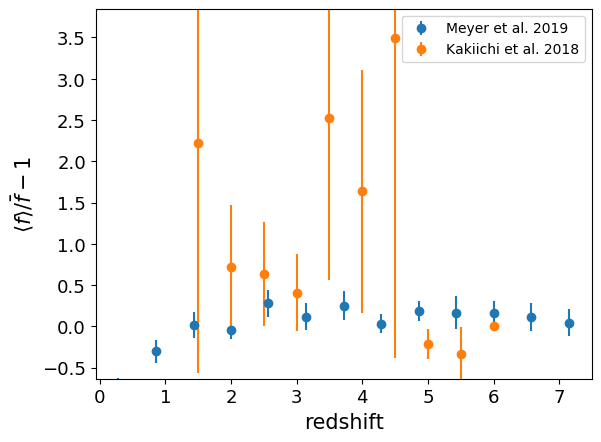 Meyer et al. 2019
Kakiichi et al. 2018
3.5
3.0
2.5
2.0
1.5
1.0
0.5
0.0
−0.5
⟨f⟩/f̄ − 1
0 1 2 3 4 5 6 7
redshift